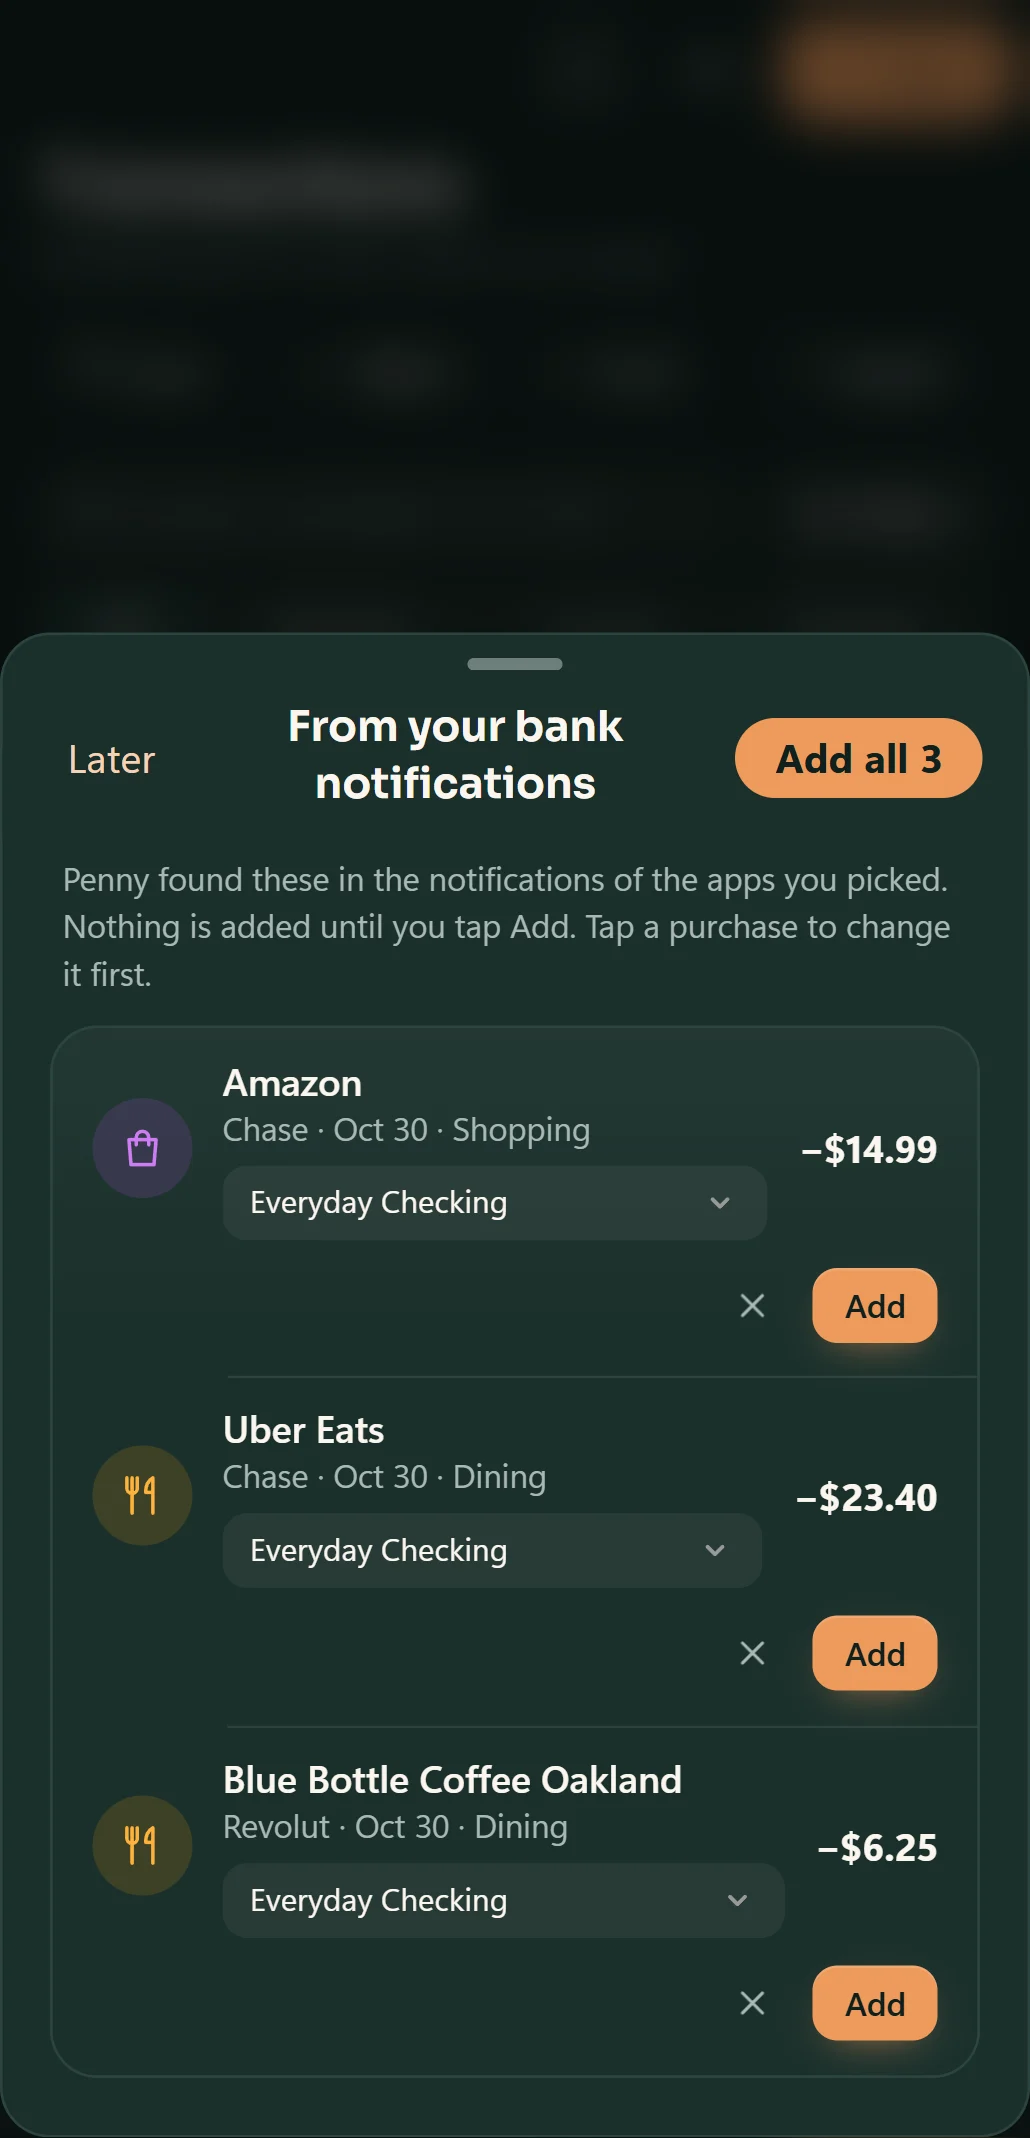 Later
From your bank
notifications
Add all 3
Penny found these in the notifications of the apps you picked.
Nothing is added until you tap Add. Tap a purchase to change
it first.
Amazon
Chase · Oct 30 · Shopping
Everyday Checking
–$14.99
Add
Uber Eats
Chase · Oct 30 · Dining
Everyday Checking
–$23.40
Add
Blue Bottle Coffee Oakland
Revolut · Oct 30 · Dining
Everyday Checking
–$6.25
Add